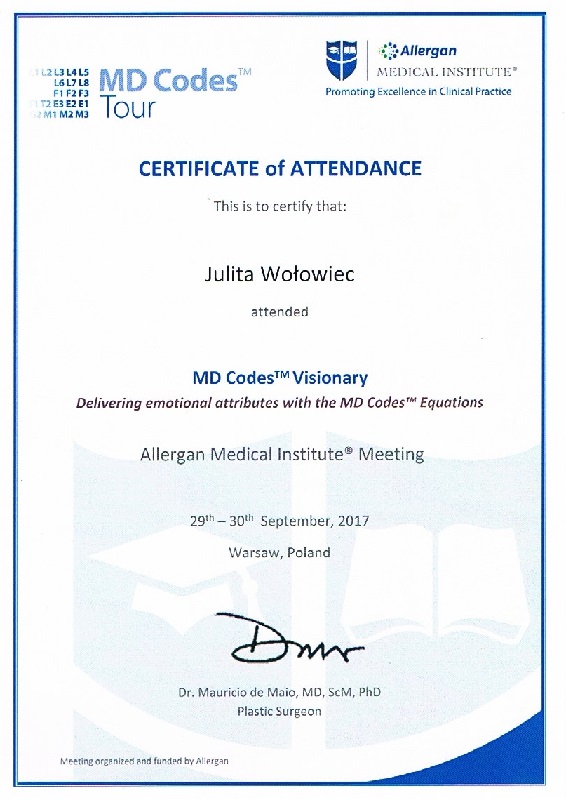 L1 L2 L3 L4 L5
L6 L7 L8
F1 F2 F3
T2 E3 E2 E1
M1 M2 M3
MD Codes™
Tour
Allergan
MEDICAL INSTITUTE®
Promoting Excellence in Clinical Practice
CERTIFICATE of ATTENDANCE
This is to certify that:
Julita Wołowiec
attended
MD Codes™ Visionary
Delivering emotional attributes with the MD Codes™ Equations
Allergan Medical Institute® Meeting
29th – 30th September, 2017
Warsaw, Poland
Dr. Mauricio de Maio, MD, ScM, PhD
Plastic Surgeon
Meeting organized and funded by Allergan